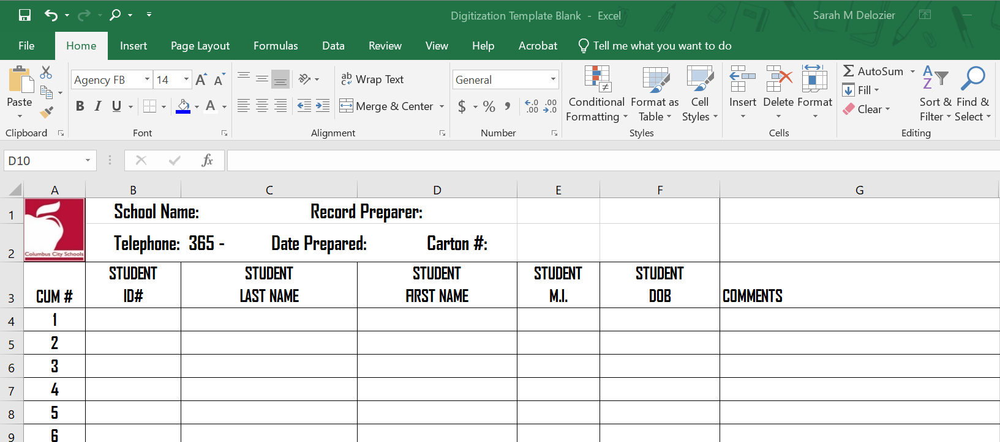 Digitization Template Blank - Excel
Sarah M Delozier
File Home Insert Page Layout Formulas Data Review View Help Acrobat Tell me what you want to do
Paste
Clipboard
Agency FB 14 A A
B I U A
Font
ab c Wrap Text
Merge & Center
Alignment
General
$ % , .0 .00 .00 .0
Number
Conditional Formatting
Format as Table
Cell Styles
Styles
Insert Delete Format
Cells
Σ AutoSum
Fill
Clear
A Z
Sort & Filter
Find & Select
Editing
D10 fx
A B C D E F G
1 School Name: Record Preparer:
Columbus City Schools
2 Telephone: 365 - Date Prepared: Carton #:
3 CUM # STUDENT ID# STUDENT LAST NAME STUDENT FIRST NAME STUDENT M.I. STUDENT DOB COMMENTS
4 1
5 2
6 3
7 4
8 5
9 6